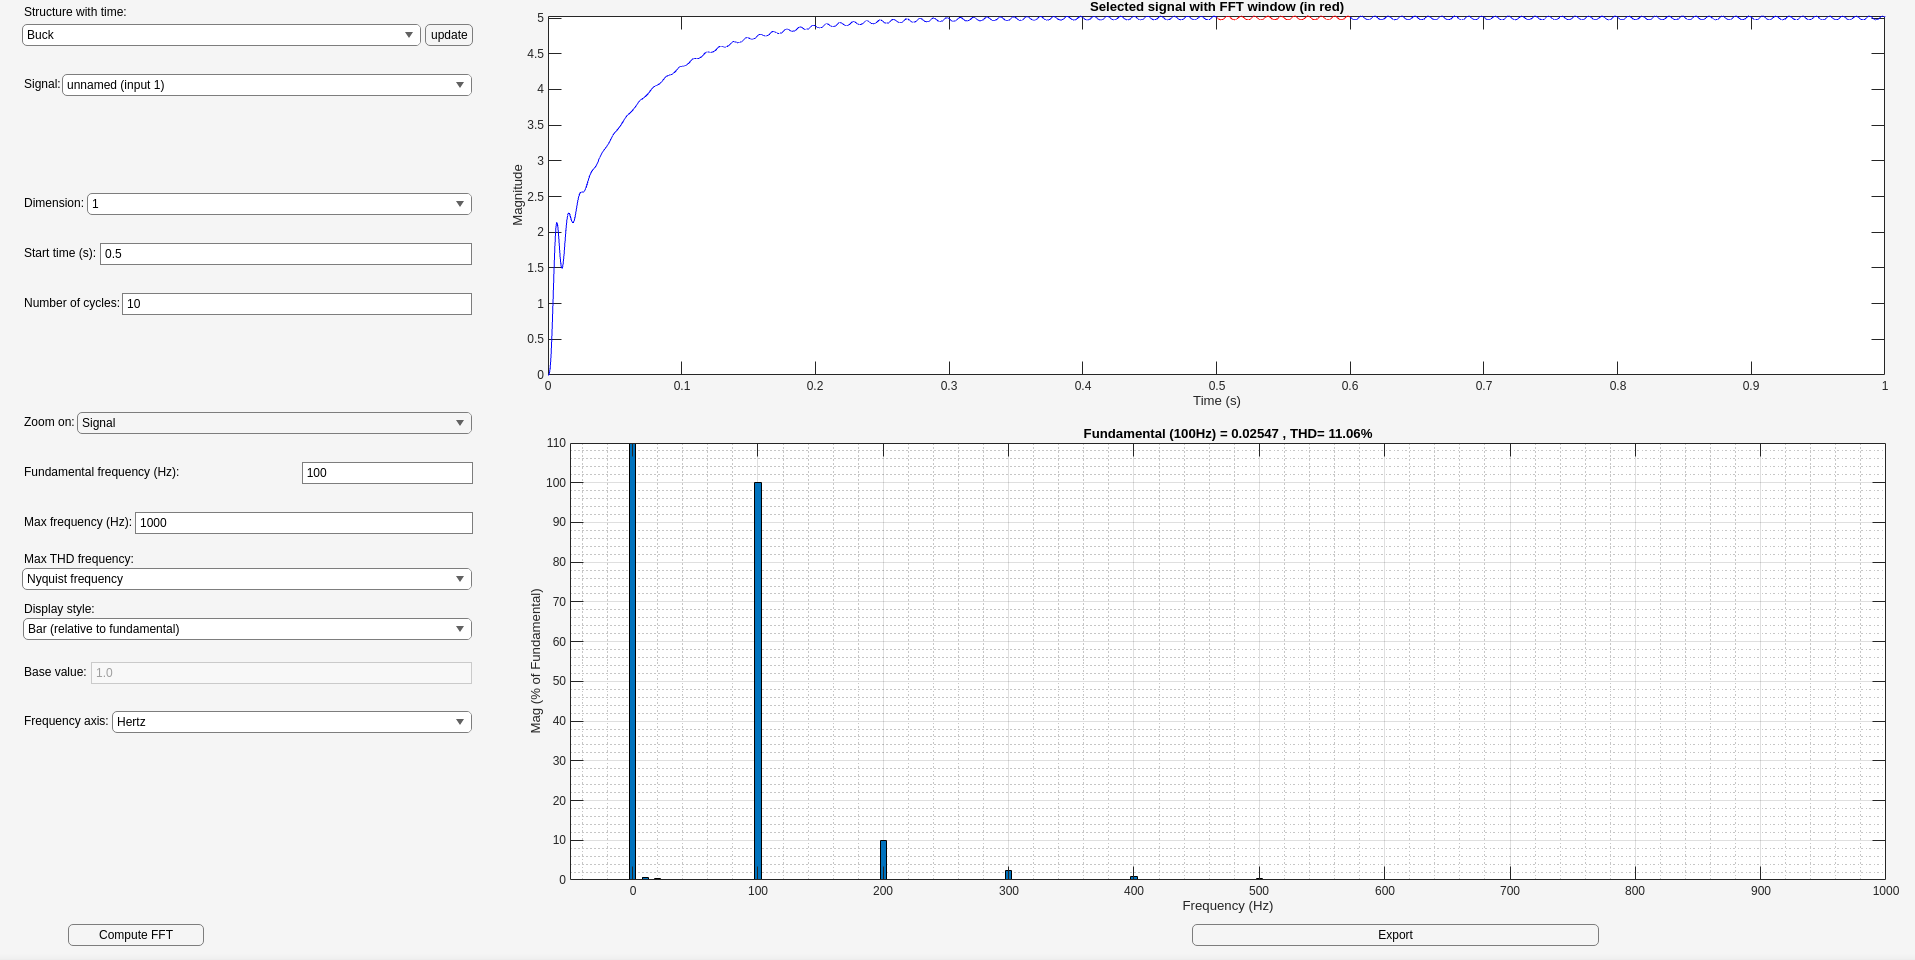 Structure with time:
Buck
update
Signal: unnamed (input 1)
Dimension: 1
Start time (s): 0.5
Number of cycles: 10
Zoom on: Signal
Fundamental frequency (Hz): 100
Max frequency (Hz): 1000
Max THD frequency:
Nyquist frequency
Display style:
Bar (relative to fundamental)
Base value: 1.0
Frequency axis: Hertz
Compute FFT
Selected signal with FFT window (in red)
5
4.5
4
3.5
3
2.5
2
1.5
1
0.5
0
Magnitude
0 0.1 0.2 0.3 0.4 0.5 0.6 0.7 0.8 0.9 1
Time (s)
Fundamental (100Hz) = 0.02547 , THD= 11.06%
110
100
90
80
70
60
50
40
30
20
10
0
Mag (% of Fundamental)
0 100 200 300 400 500 600 700 800 900 1000
Frequency (Hz)
Export